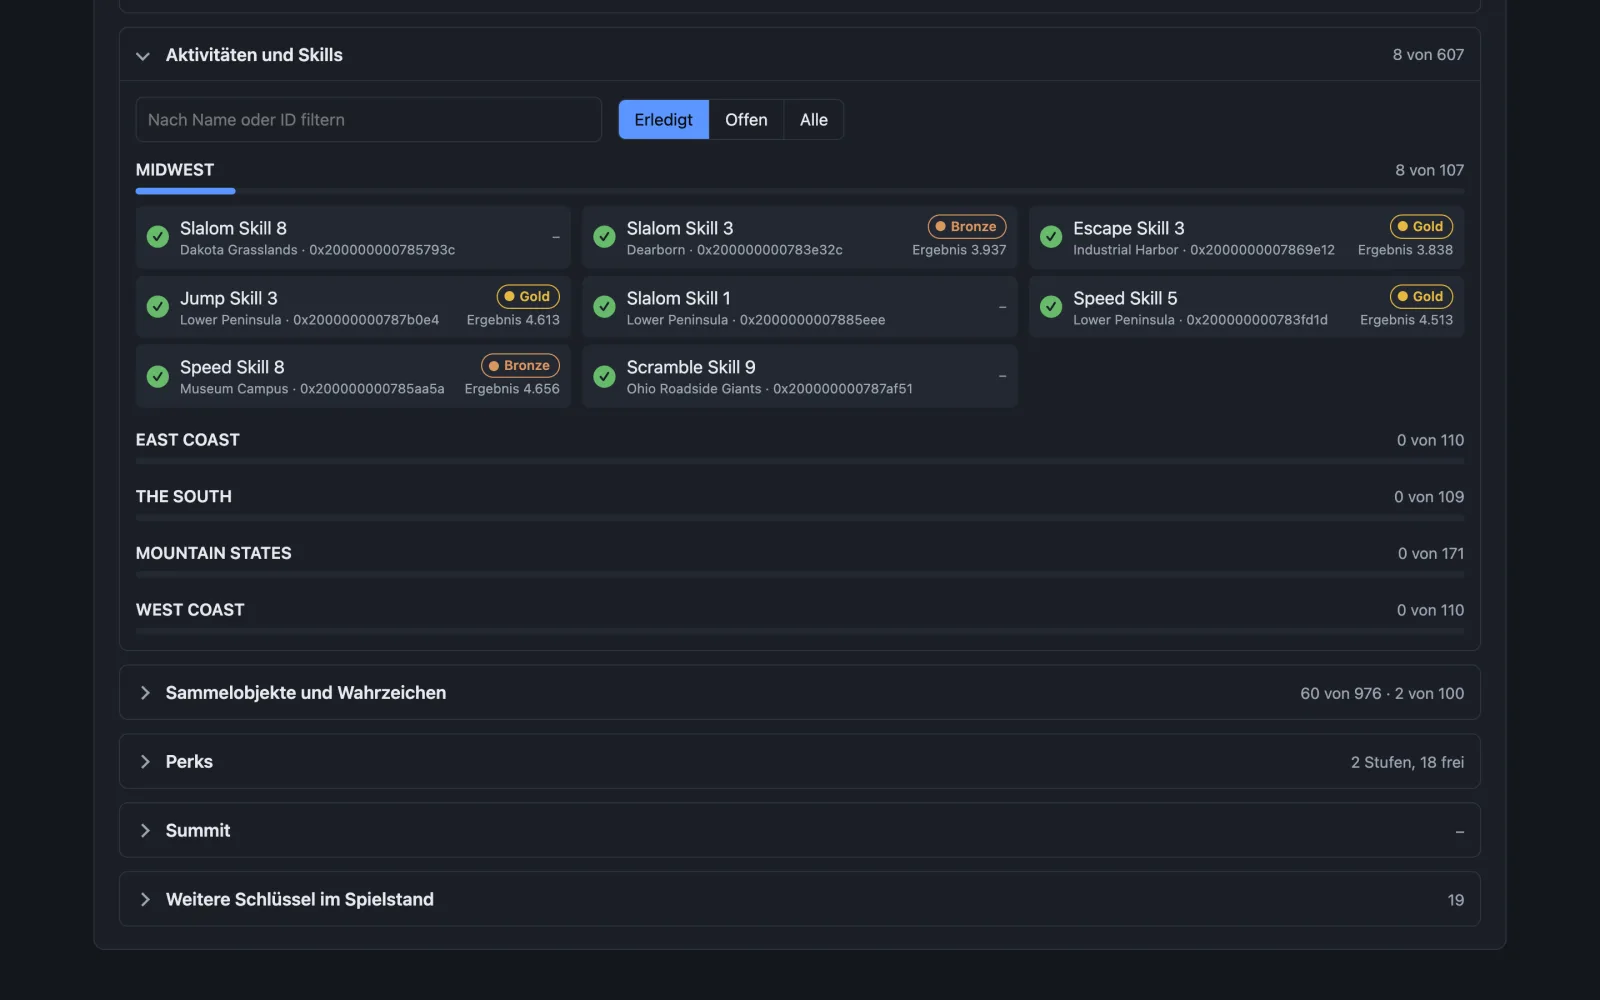 Aktivitäten und Skills
8 von 607
Nach Name oder ID filtern
Erledigt
Offen
Alle
MIDWEST
8 von 107
Slalom Skill 8
Dakota Grasslands · 0x200000000785793c
–
Slalom Skill 3
Dearborn · 0x200000000783e32c
Bronze
Ergebnis 3.937
Escape Skill 3
Industrial Harbor · 0x2000000007869e12
Gold
Ergebnis 3.838
Jump Skill 3
Lower Peninsula · 0x200000000787b0e4
Gold
Ergebnis 4.613
Slalom Skill 1
Lower Peninsula · 0x2000000007885eee
–
Speed Skill 5
Lower Peninsula · 0x200000000783fd1d
Gold
Ergebnis 4.513
Speed Skill 8
Museum Campus · 0x200000000785aa5a
Bronze
Ergebnis 4.656
Scramble Skill 9
Ohio Roadside Giants · 0x200000000787af51
–
EAST COAST
0 von 110
THE SOUTH
0 von 109
MOUNTAIN STATES
0 von 171
WEST COAST
0 von 110
Sammelobjekte und Wahrzeichen
60 von 976 · 2 von 100
Perks
2 Stufen, 18 frei
Summit
–
Weitere Schlüssel im Spielstand
19